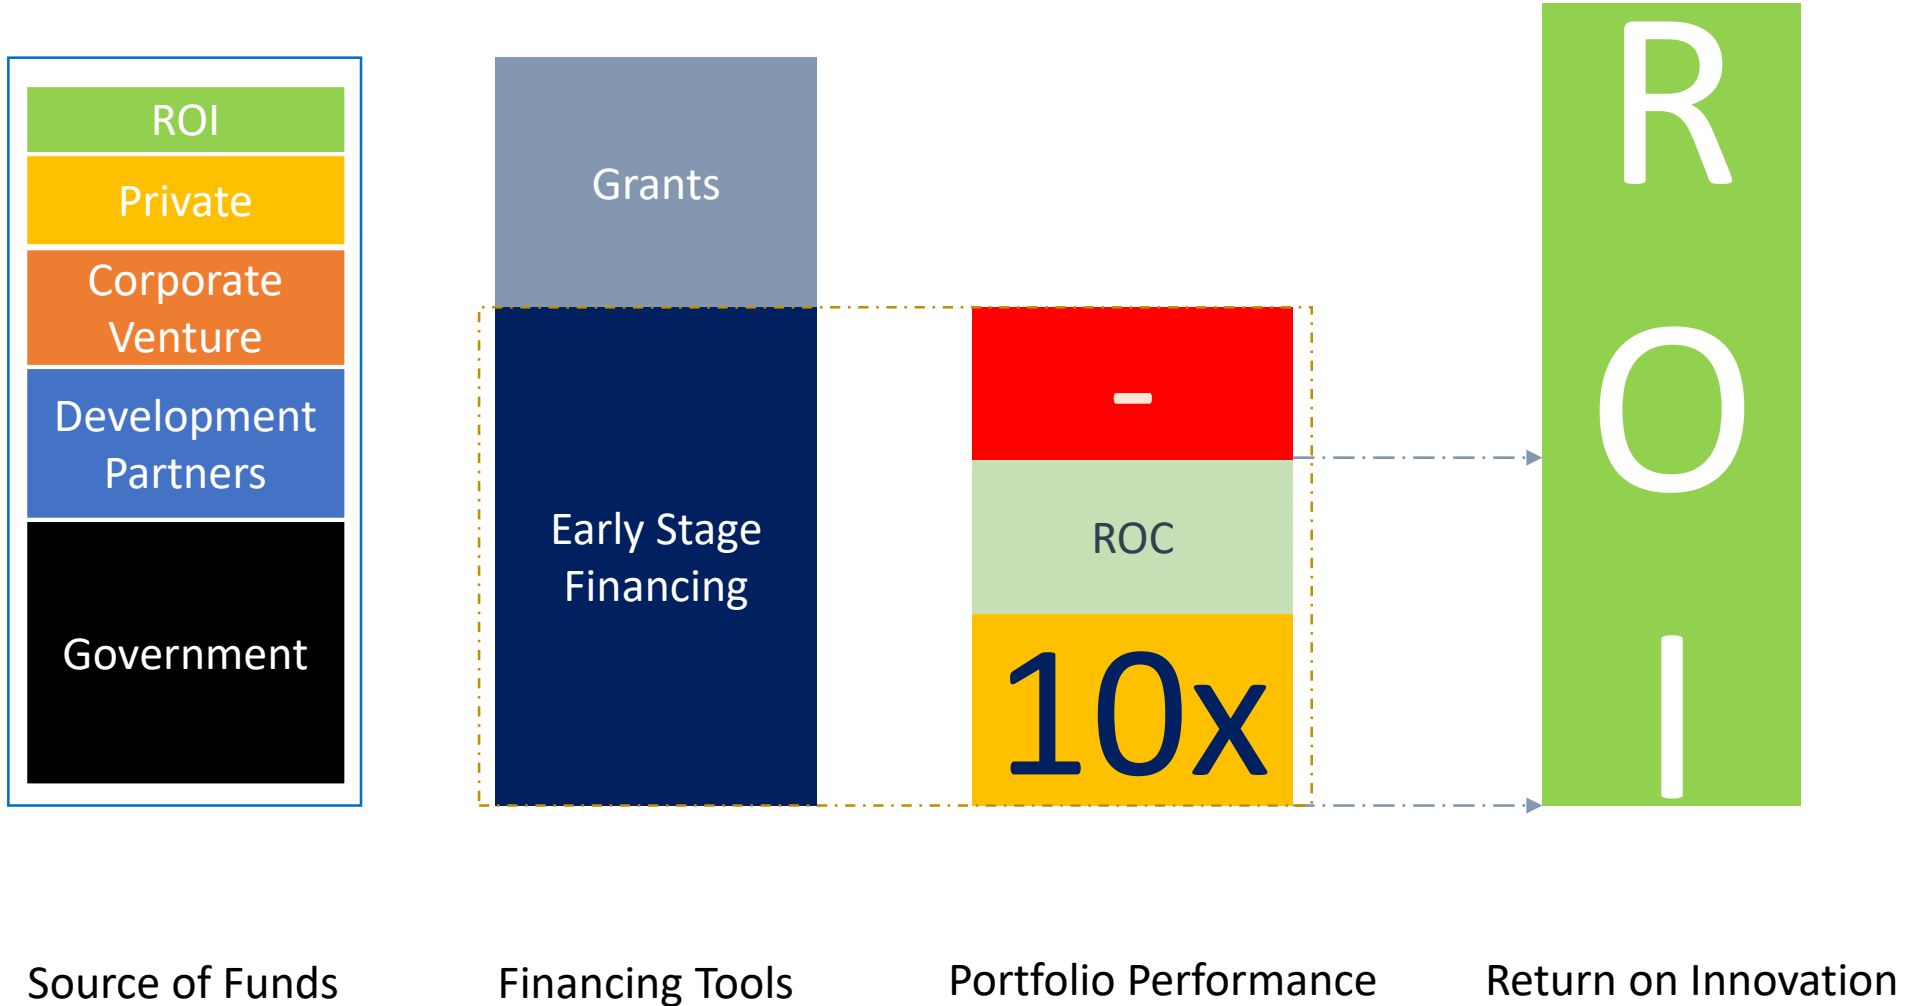 ROI
Private
Corporate
Venture
Development
Partners
Government
Grants
Early Stage
Financing
-
ROC
10x
R
O
I
Source of Funds
Financing Tools
Portfolio Performance
Return on Innovation